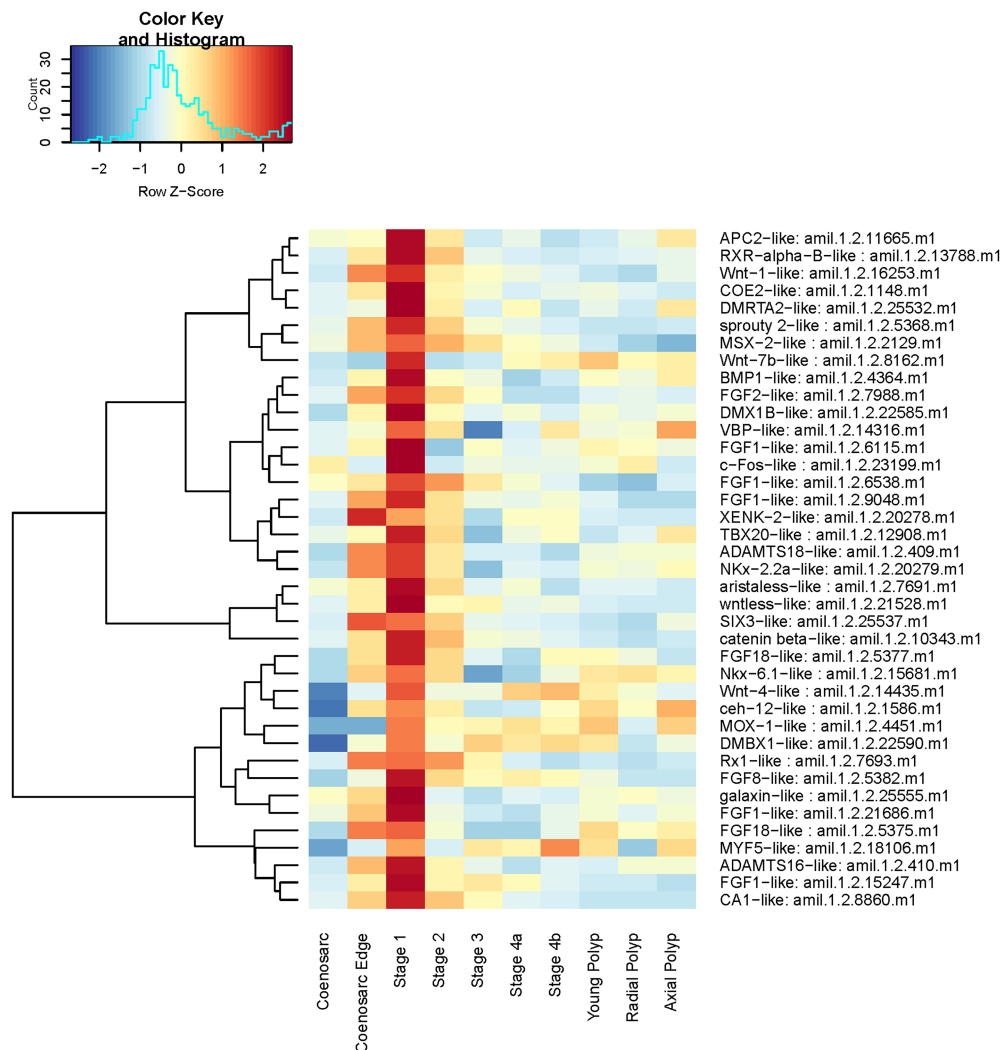 Color Key
and Histogram
Count
0 10 20 30
−2 −1 0 1 2
Row Z−Score
APC2−like: amil.1.2.11665.m1
RXR−alpha−B−like : amil.1.2.13788.m1
Wnt−1−like: amil.1.2.16253.m1
COE2−like: amil.1.2.1148.m1
DMRTA2−like: amil.1.2.25532.m1
sprouty 2−like: amil.1.2.5368.m1
MSX−2−like : amil.1.2.2129.m1
Wnt−7b−like : amil.1.2.8162.m1
BMP1−like: amil.1.2.4364.m1
FGF2−like: amil.1.2.7988.m1
DMX1B−like: amil.1.2.22585.m1
VBP−like: amil.1.2.14316.m1
FGF1−like: amil.1.2.6115.m1
c−Fos−like : amil.1.2.23199.m1
FGF1−like: amil.1.2.6538.m1
FGF1−like: amil.1.2.9048.m1
XENK−2−like: amil.1.2.20278.m1
TBX20−like : amil.1.2.12908.m1
ADAMTS18−like: amil.1.2.409.m1
NKx−2.2a−like: amil.1.2.20279.m1
aristaless−like : amil.1.2.7691.m1
wntless−like: amil.1.2.21528.m1
SIX3−like: amil.1.2.25537.m1
catenin beta−like: amil.1.2.10343.m1
FGF18−like: amil.1.2.5377.m1
Nkx−6.1−like: amil.1.2.15681.m1
Wnt−4−like : amil.1.2.14435.m1
ceh−12−like : amil.1.2.1586.m1
MOX−1−like: amil.1.2.4451.m1
DMBX1−like: amil.1.2.22590.m1
Rx1−like : amil.1.2.7693.m1
FGF8−like: amil.1.2.5382.m1
galaxin−like : amil.1.2.25555.m1
FGF1−like: amil.1.2.21686.m1
FGF18−like : amil.1.2.5375.m1
MYF5−like: amil.1.2.18106.m1
ADAMTS16−like: amil.1.2.410.m1
FGF1−like: amil.1.2.15247.m1
CA1−like: amil.1.2.8860.m1
Coenosarc
Coenosarc Edge
Stage 1
Stage 2
Stage 3
Stage 4a
Stage 4b
Young Polyp
Radial Polyp
Axial Polyp